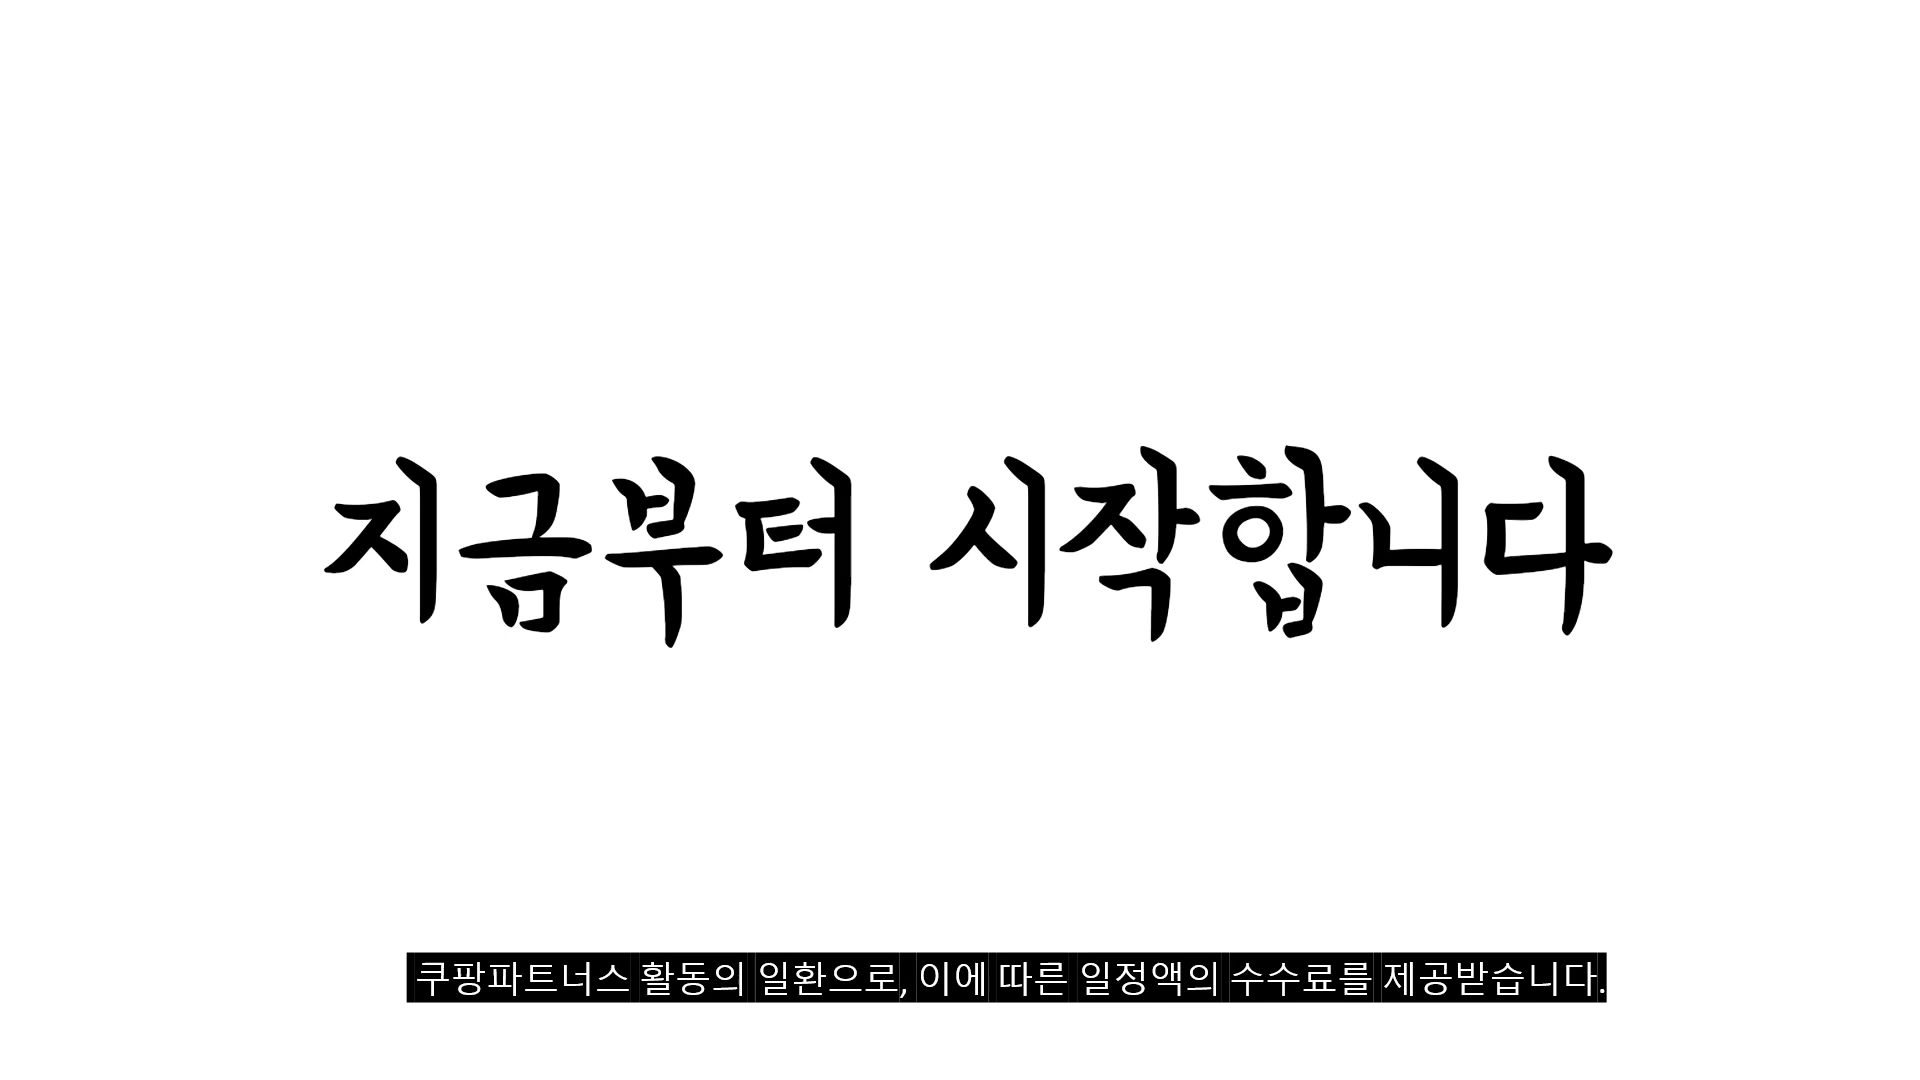 지금부터 시작합니다
쿠팡파트너스 활동의 일환으로, 이에 따른 일정액의 수수료를 제공받습니다.